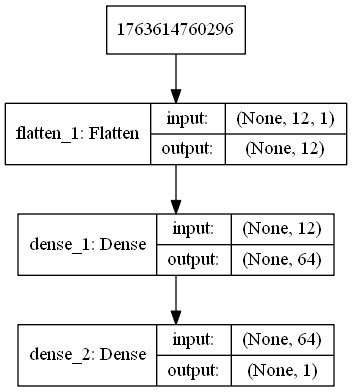 1763614760296
flatten_1: Flatten
input:
(None, 12, 1)
output:
(None, 12)
dense_1: Dense
input:
(None, 12)
output:
(None, 64)
dense_2: Dense
input:
(None, 64)
output:
(None, 1)